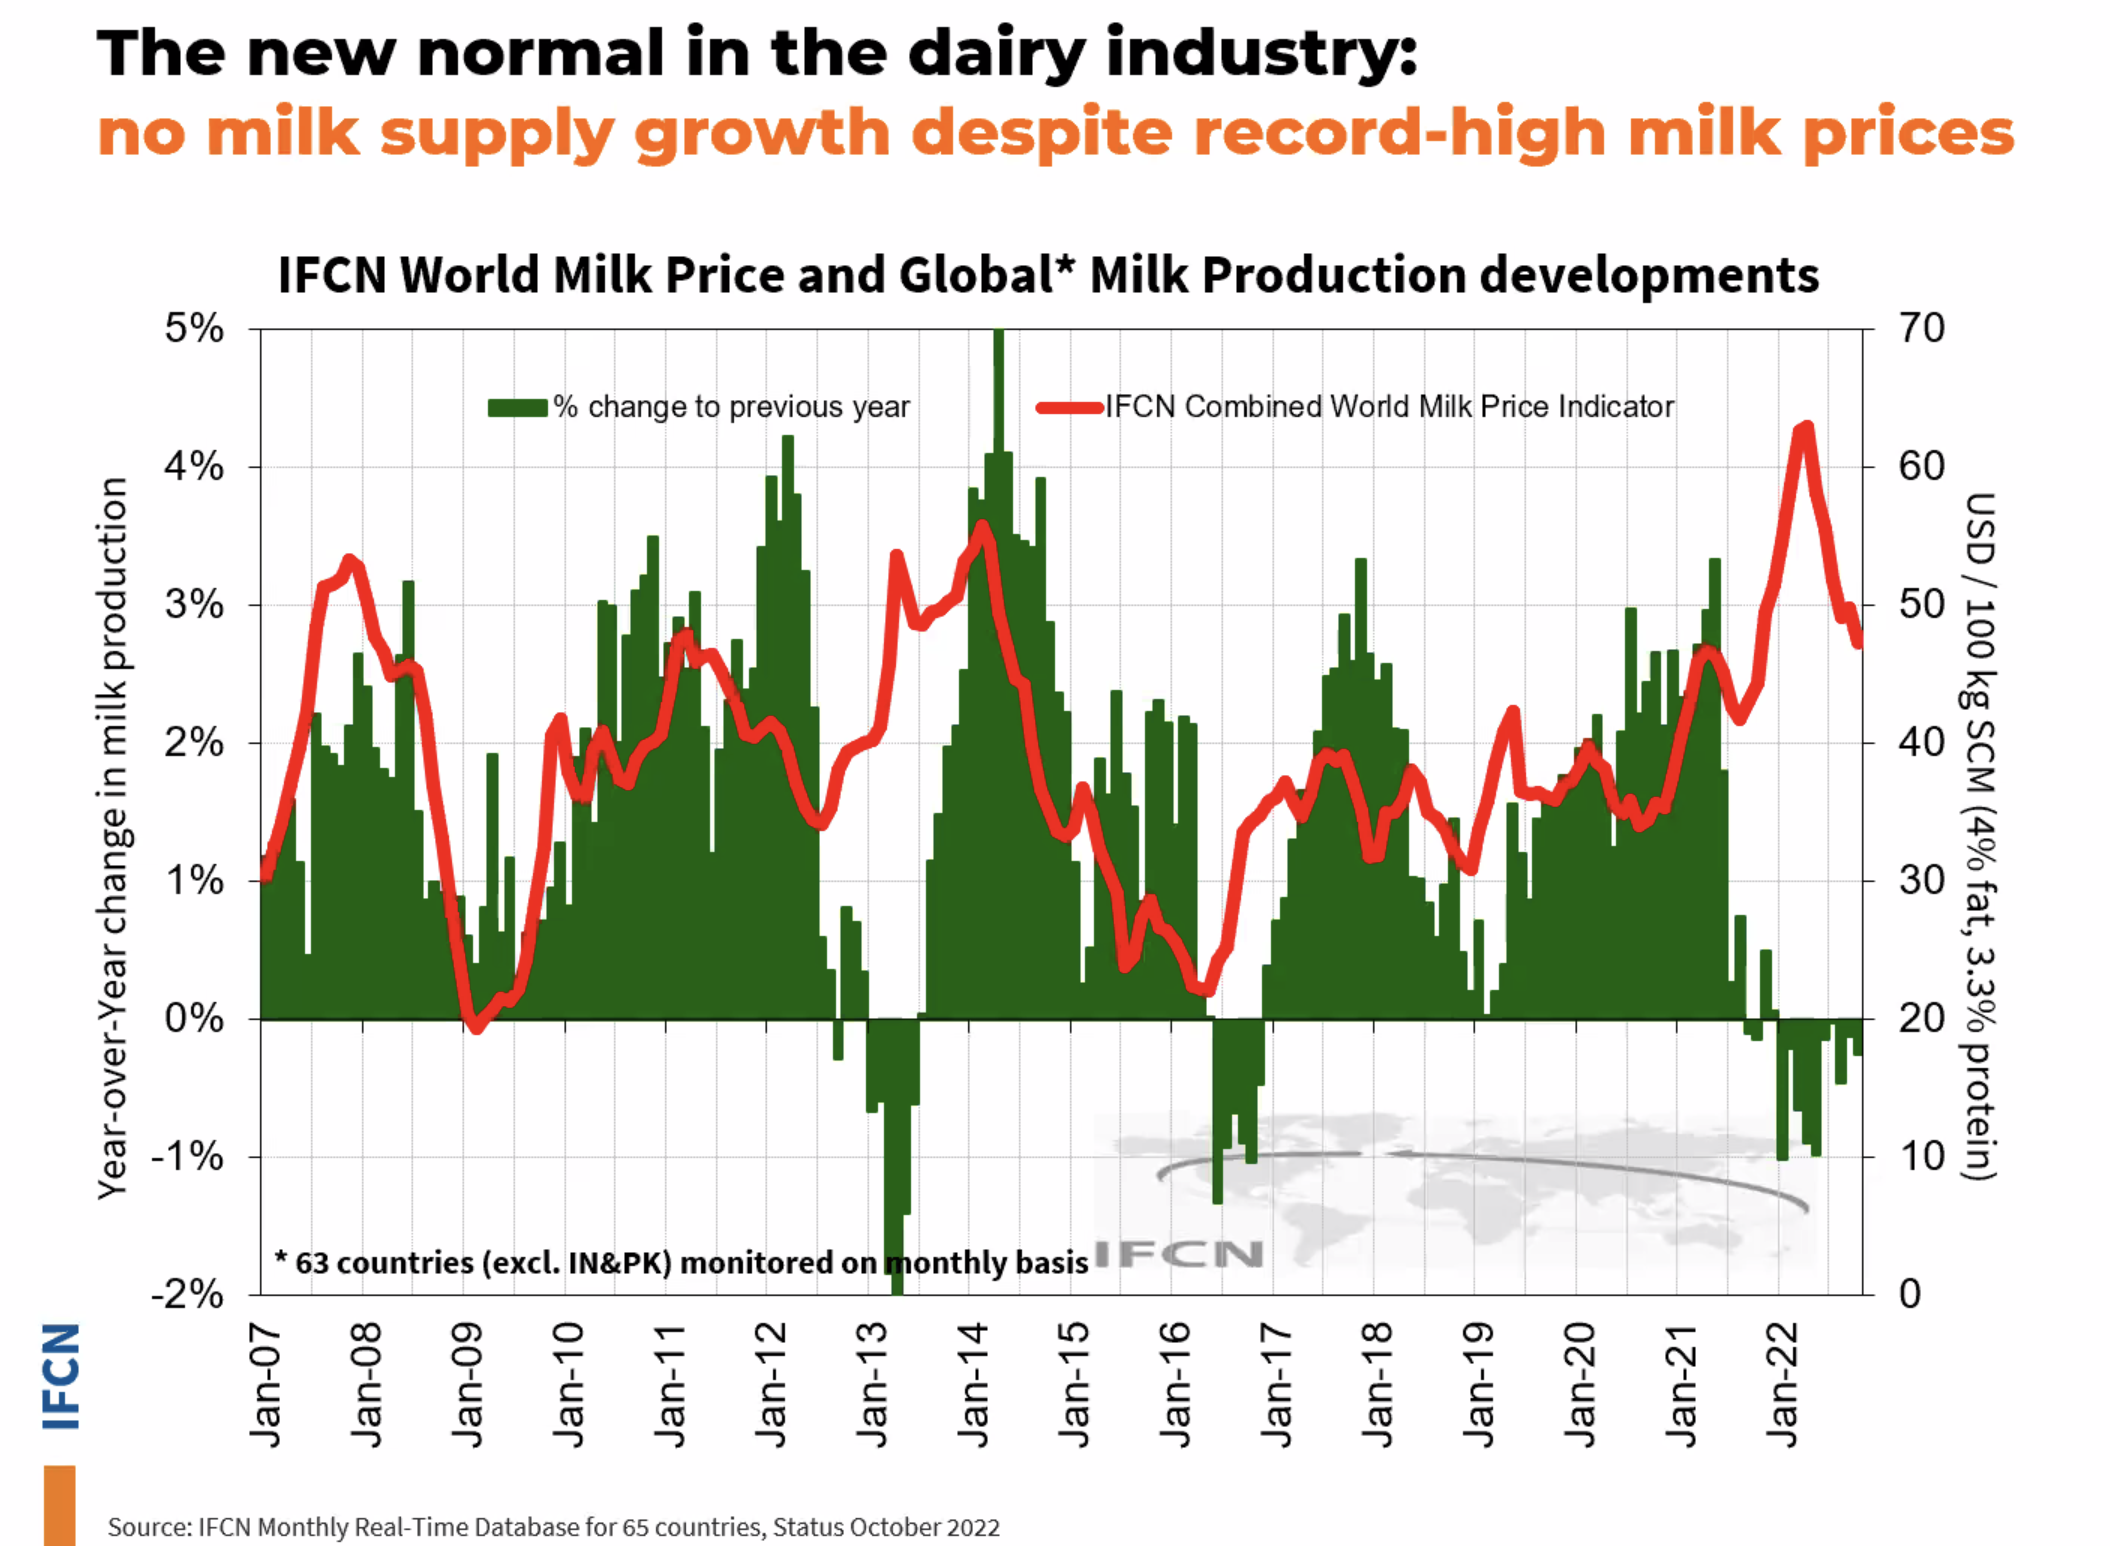 The new normal in the dairy industry:
no milk supply growth despite record-high milk prices
IFCN World Milk Price and Global* Milk Production developments
% change to previous year
IFCN Combined World Milk Price Indicator
Year-over-Year change in milk production
5%
4%
3%
2%
1%
0%
-1%
-2%
70
60
50
40
30
20
10
0
USD / 100 kg SCM (4% fat, 3.3% protein)
* 63 countries (excl. IN&PK) monitored on monthly basis
IFCN
Jan-07
Jan-08
Jan-09
Jan-10
Jan-11
Jan-12
Jan-13
Jan-14
Jan-15
Jan-16
Jan-17
Jan-18
Jan-19
Jan-20
Jan-21
Jan-22
IFCN
Source: IFCN Monthly Real-Time Database for 65 countries, Status October 2022